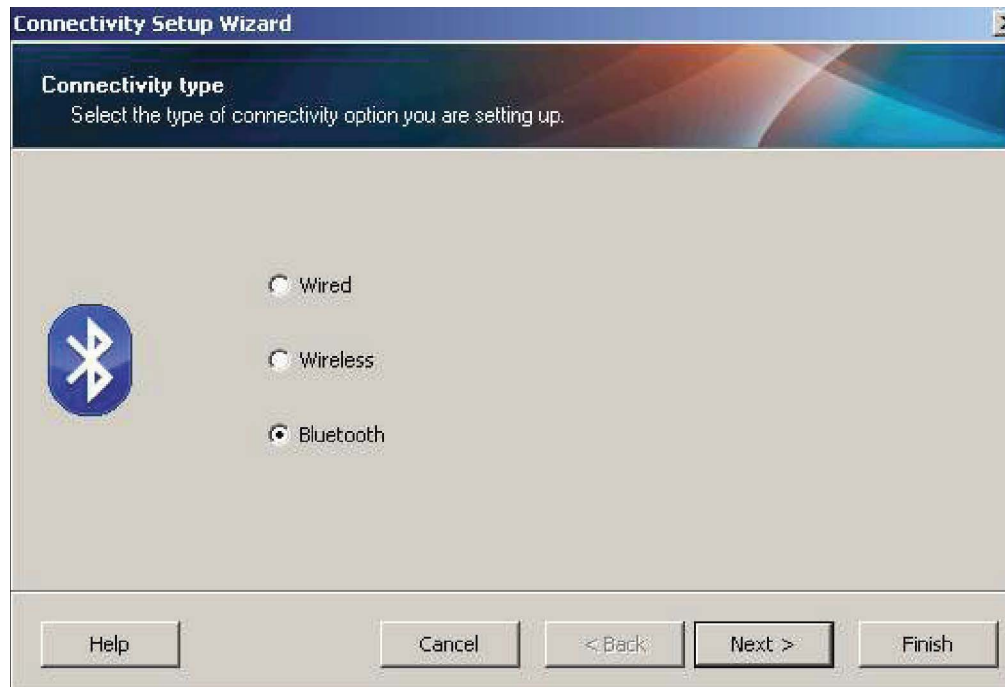 Connectivity Setup Wizard
Connectivity type
Select the type of connectivity option you are setting up.
Wired
Wireless
Bluetooth
Help Cancel < Back Next > Finish